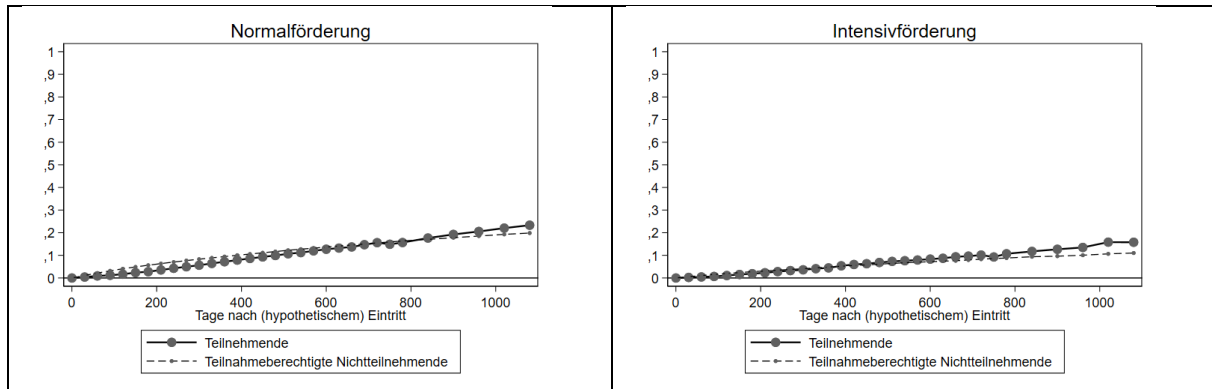 Normalförderung
1
,9
,8
,7
,6
,5
,4
,3
,2
,1
0
0 200 400 600 800 1000
Tage nach (hypothetischem) Eintritt
Teilnehmende
Teilnahmeberechtigte Nichtteilnehmende
Intensivförderung
1
,9
,8
,7
,6
,5
,4
,3
,2
,1
0
0 200 400 600 800 1000
Tage nach (hypothetischem) Eintritt
Teilnehmende
Teilnahmeberechtigte Nichtteilnehmende